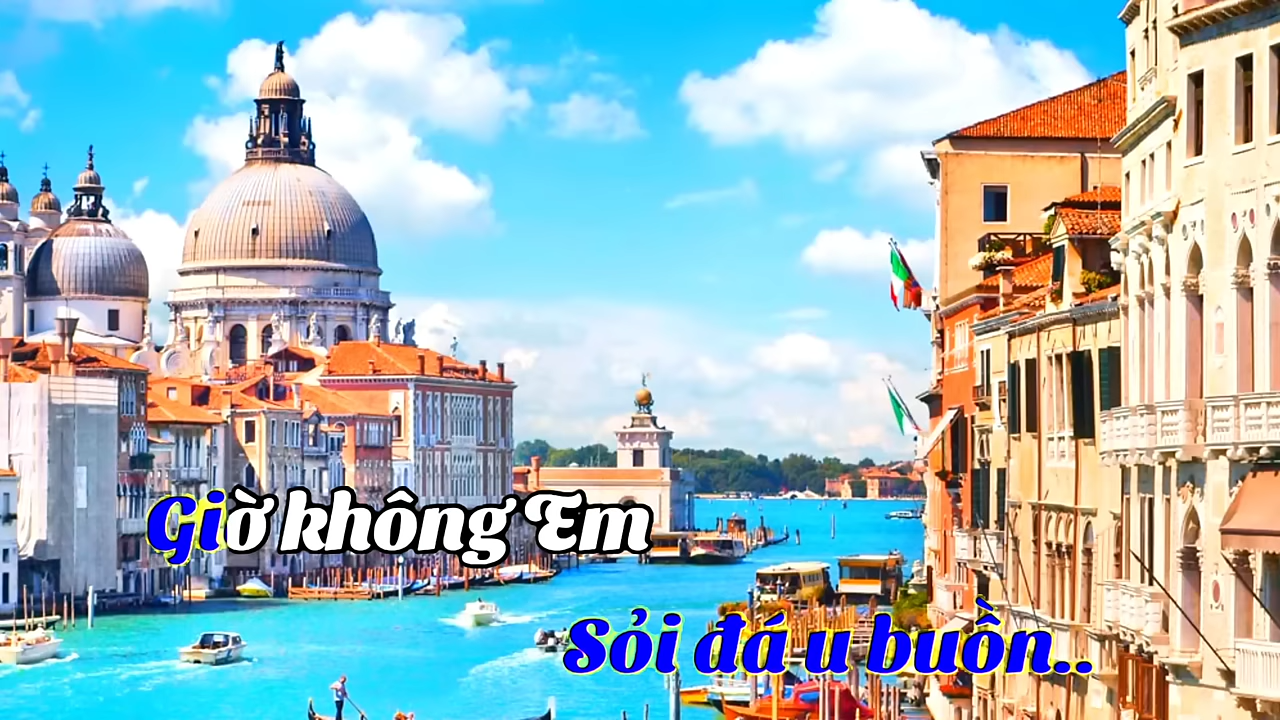 Giờ không Em
Sỏi đá u buồn..